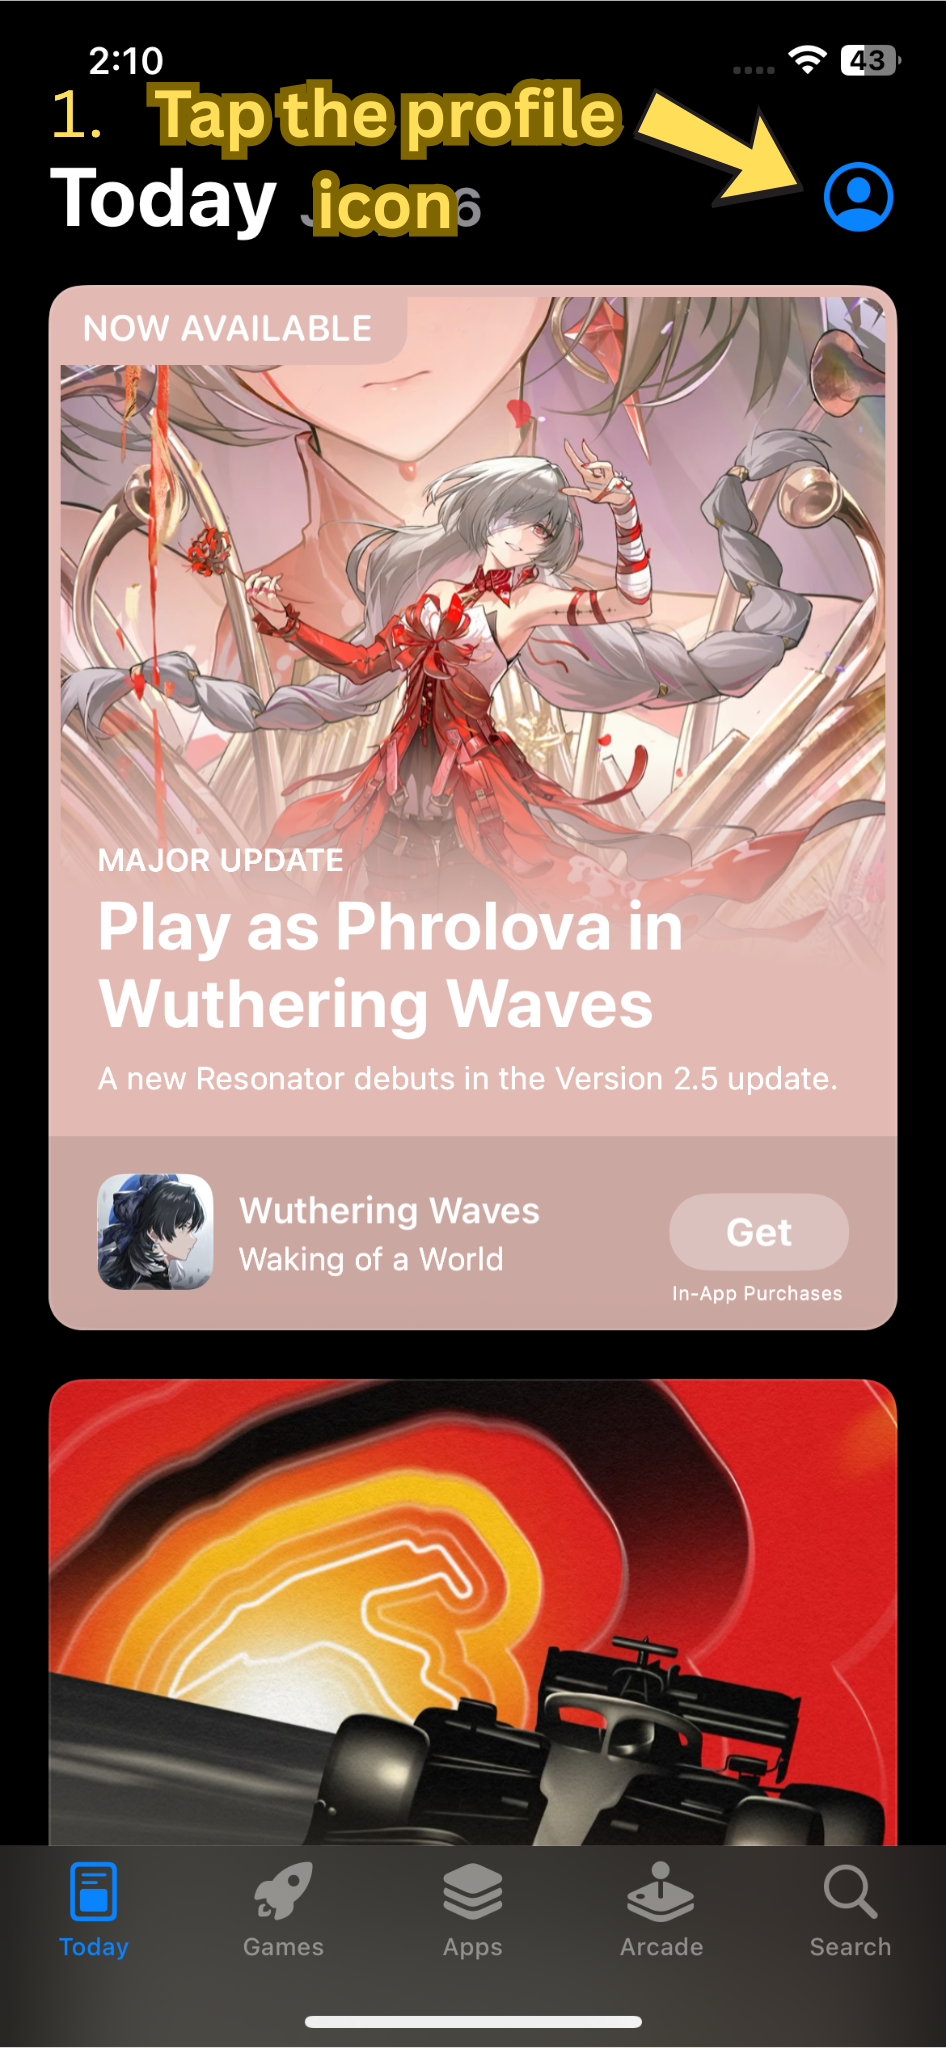 2:10
43
1. Tap the profile
icon
Today
6
NOW AVAILABLE
MAJOR UPDATE
Play as Phrolova in
Wuthering Waves
A new Resonator debuts in the Version 2.5 update.
Wuthering Waves
Waking of a World
Get
In-App Purchases
Today
Games
Apps
Arcade
Search